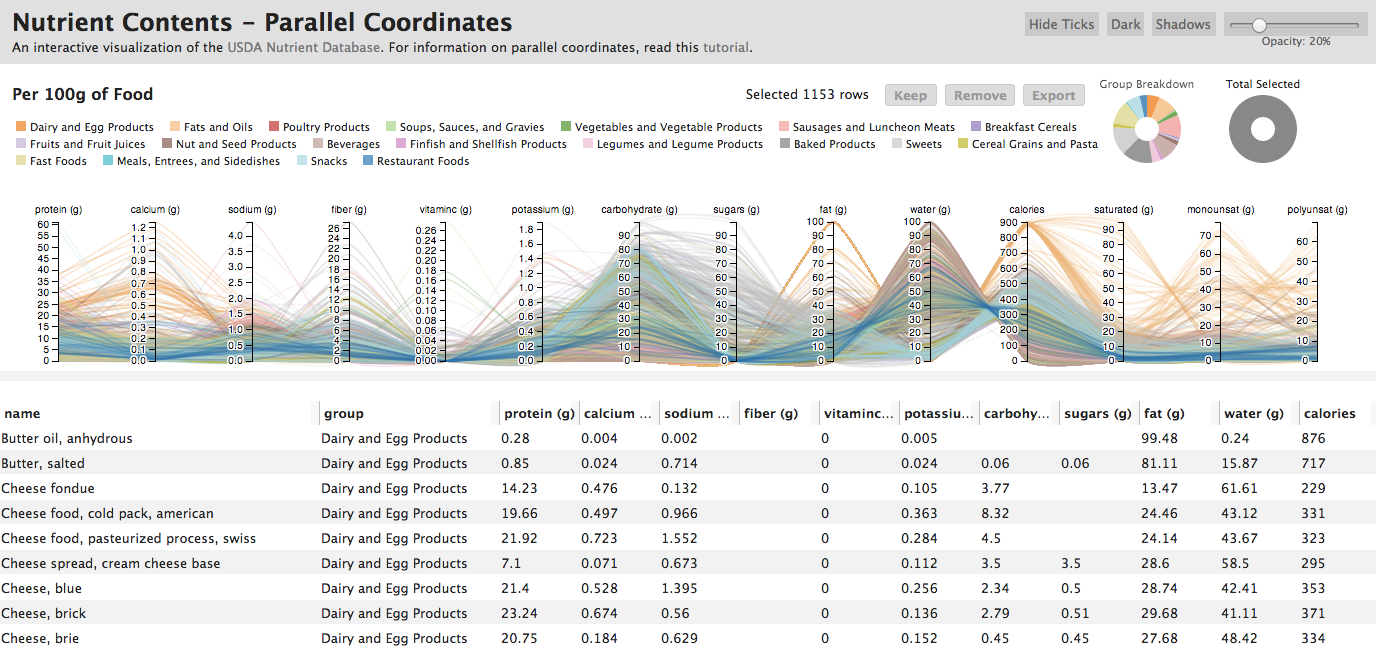 Nutrient Contents – Parallel Coordinates
Hide Ticks Dark Shadows
An interactive visualization of the USDA Nutrient Database. For information on parallel coordinates, read this tutorial.
Opacity: 20%
Per 100g of Food
Selected 1153 rows Keep Remove Export
Group Breakdown Total Selected
Dairy and Egg Products Fats and Oils Poultry Products Soups, Sauces, and Gravies Vegetables and Vegetable Products Sausages and Luncheon Meats Breakfast Cereals
Fruits and Fruit Juices Nut and Seed Products Beverages Finfish and Shellfish Products Legumes and Legume Products Baked Products Sweets Cereal Grains and Pasta
Fast Foods Meals, Entrees, and Sidedishes Snacks Restaurant Foods
protein (g) calcium (g) sodium (g) fiber (g) vitaminc (g) potassium (g) carbohydrate (g) sugars (g) fat (g) water (g) calories saturated (g) monounsat (g) polyunsat (g)
60 55 50 45 40 35 30 25 20 15 10 5 0
1.2 1.1 1.0 0.9 0.8 0.7 0.6 0.5 0.4 0.3 0.2 0.1 0.0
4.0 3.5 3.0 2.5 2.0 1.5 1.0 0.5 0.0
26 24 22 20 18 16 14 12 10 8 6 4 2 0
0.26 0.24 0.22 0.20 0.18 0.16 0.14 0.12 0.10 0.08 0.06 0.04 0.02 0.00
1.8 1.6 1.4 1.2 1.0 0.8 0.6 0.4 0.2 0.0
90 80 70 60 50 40 30 20 10 0
90 80 70 60 50 40 30 20 10 0
100 90 80 70 60 50 40 30 20 10 0
100 90 80 70 60 50 40 30 20 10 0
900 800 700 600 500 400 300 200 100 0
90 80 70 60 50 40 30 20 10 0
70 60 50 40 30 20 10 0
60 50 40 30 20 10 0
name group protein (g) calcium ... sodium ... fiber (g) vitaminc... potassiu... carbohy... sugars (g) fat (g) water (g) calories
Butter oil, anhydrous Dairy and Egg Products 0.28 0.004 0.002 0 0.005 99.48 0.24 876
Butter, salted Dairy and Egg Products 0.85 0.024 0.714 0 0.024 0.06 0.06 81.11 15.87 717
Cheese fondue Dairy and Egg Products 14.23 0.476 0.132 0 0.105 3.77 13.47 61.61 229
Cheese food, cold pack, american Dairy and Egg Products 19.66 0.497 0.966 0 0.363 8.32 24.46 43.12 331
Cheese food, pasteurized process, swiss Dairy and Egg Products 21.92 0.723 1.552 0 0.284 4.5 24.14 43.67 323
Cheese spread, cream cheese base Dairy and Egg Products 7.1 0.071 0.673 0 0.112 3.5 3.5 28.6 58.5 295
Cheese, blue Dairy and Egg Products 21.4 0.528 1.395 0 0.256 2.34 0.5 28.74 42.41 353
Cheese, brick Dairy and Egg Products 23.24 0.674 0.56 0 0.136 2.79 0.51 29.68 41.11 371
Cheese, brie Dairy and Egg Products 20.75 0.184 0.629 0 0.152 0.45 0.45 27.68 48.42 334